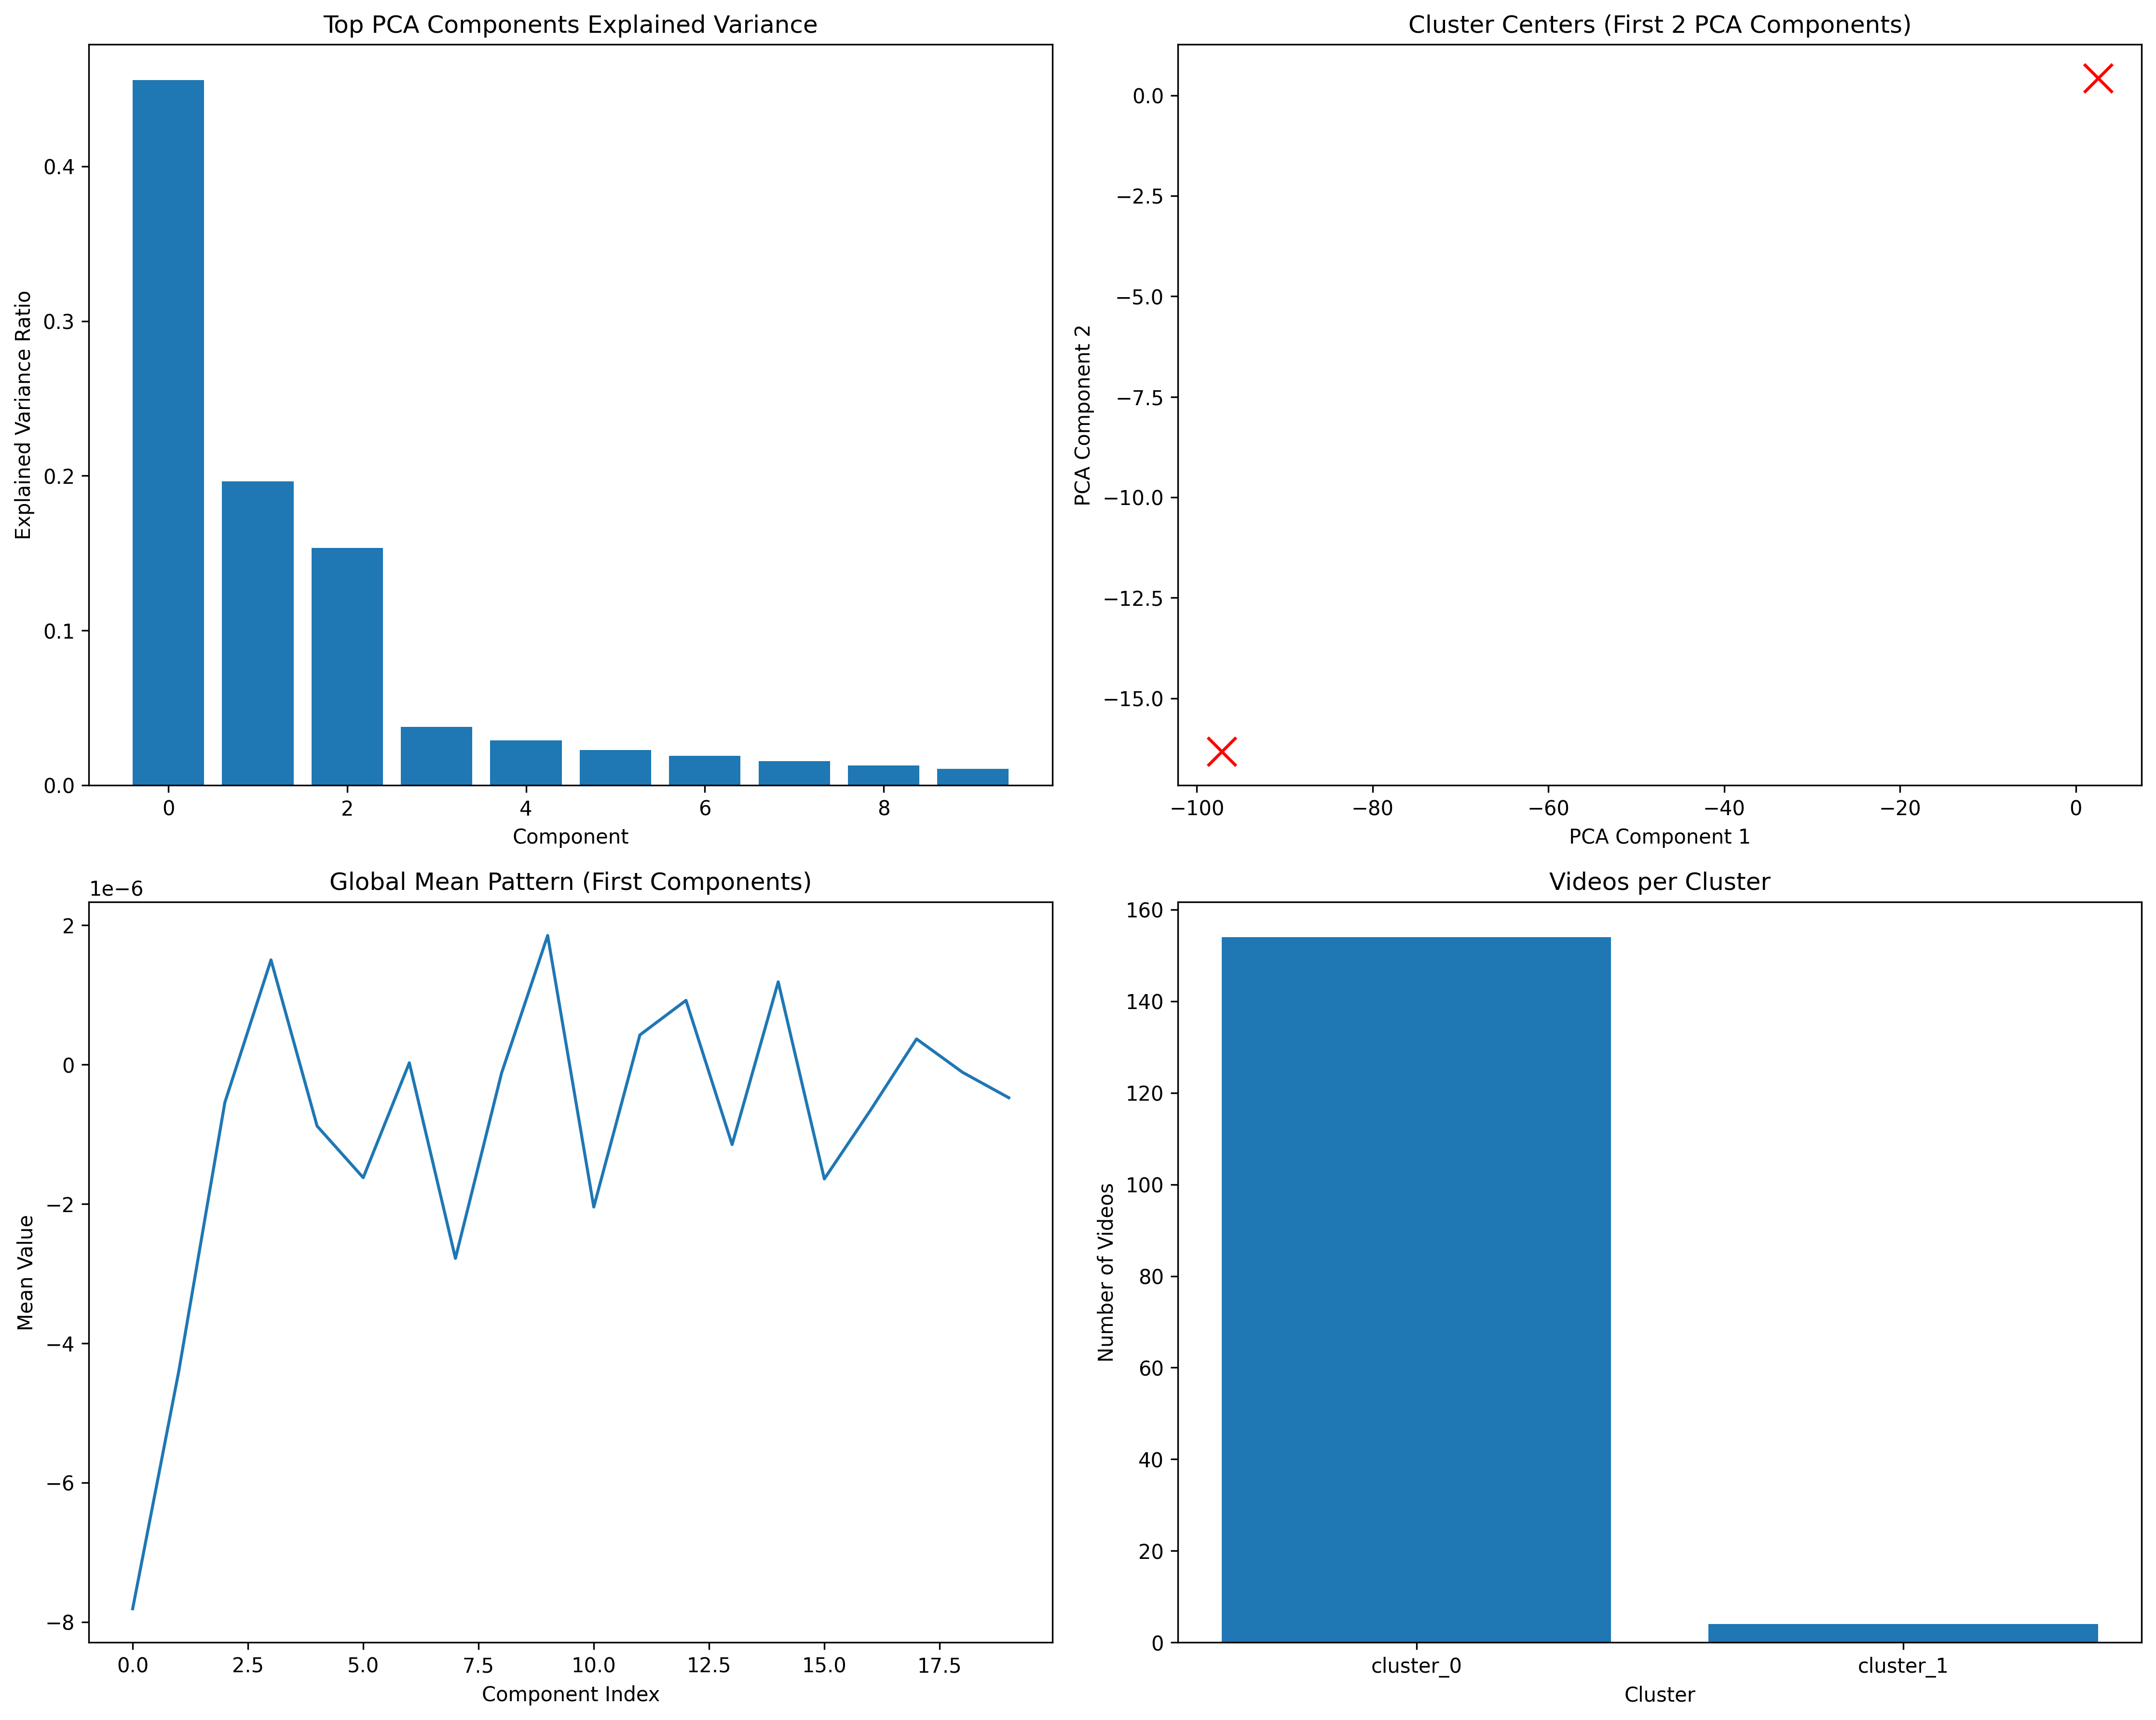 Top PCA Components Explained Variance
Explained Variance Ratio
0.4
0.3
0.2
0.1
0.0
0 2 4 6 8
Component
Cluster Centers (First 2 PCA Components)
PCA Component 2
0.0
−2.5
−5.0
−7.5
−10.0
−12.5
−15.0
−100 −80 −60 −40 −20 0
PCA Component 1
Global Mean Pattern (First Components)
1e−6
Mean Value
2
0
−2
−4
−6
−8
0.0 2.5 5.0 7.5 10.0 12.5 15.0 17.5
Component Index
Videos per Cluster
Number of Videos
160
140
120
100
80
60
40
20
0
cluster_0 cluster_1
Cluster